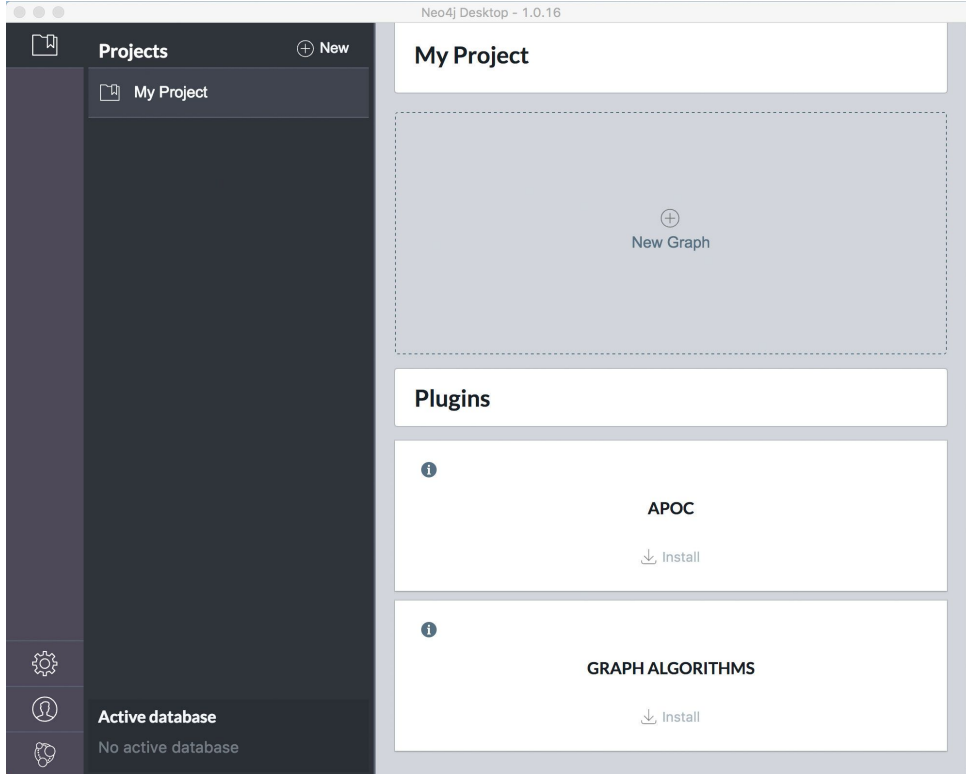 Neo4j Desktop - 1.0.16
Projects
New
My Project
Active database
No active database
My Project
New Graph
Plugins
APOC
Install
GRAPH ALGORITHMS
Install